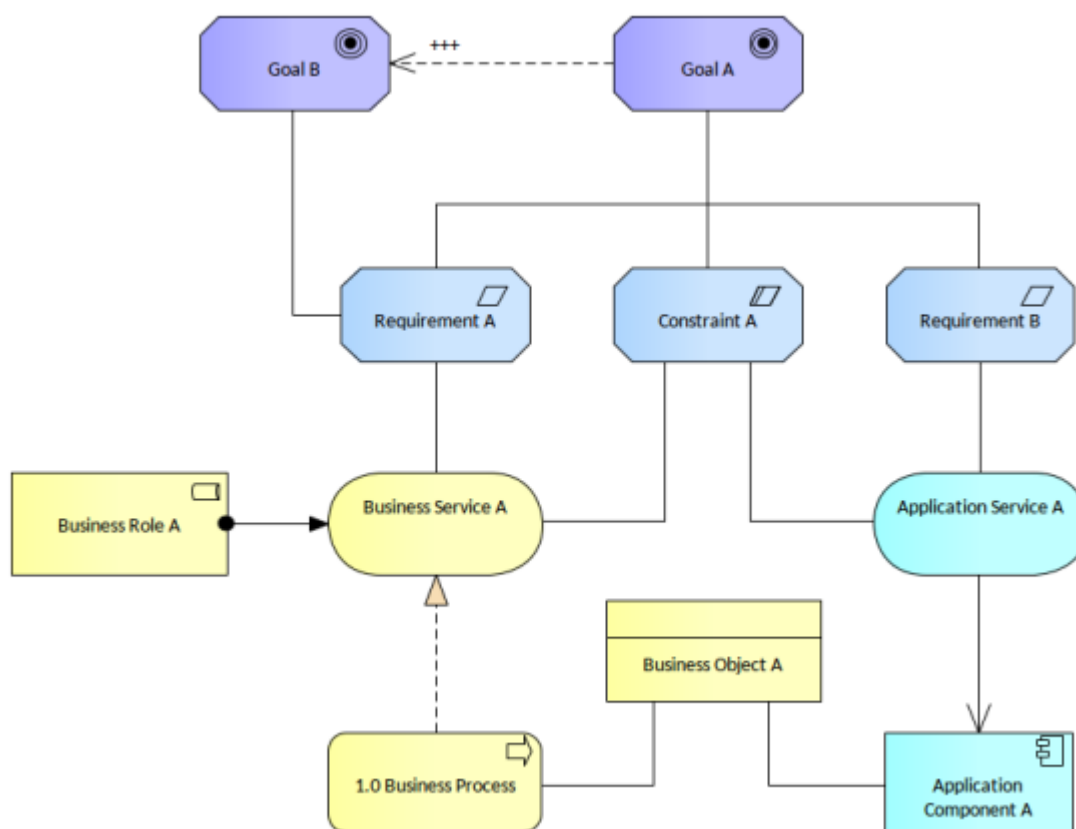 +++
Goal B
Goal A
Requirement A
Constraint A
Requirement B
Business Role A
Business Service A
Application Service A
Business Object A
1.0 Business Process
Application
Component A